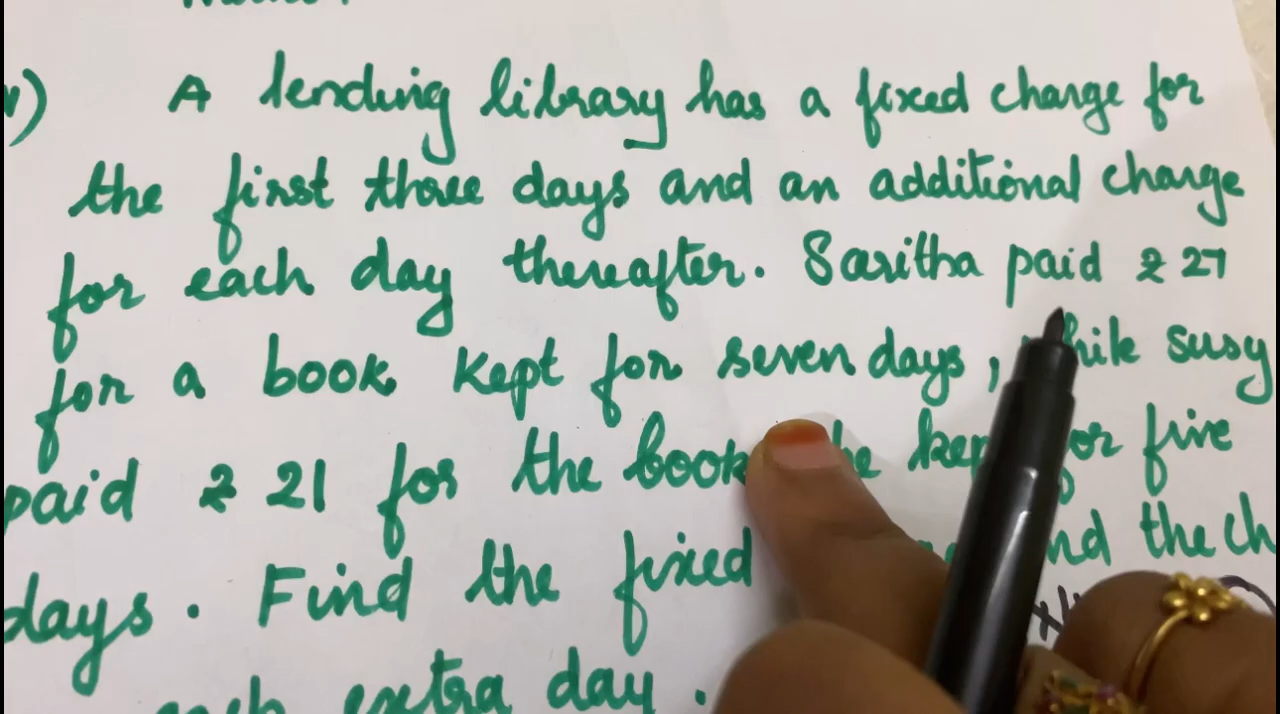 v) A lending library has a fixed charge for
the first three days and an additional charge
for each day thereafter. Saritha paid ₹ 27
for a book kept for seven days, while susy
paid ₹ 21 for the book kept for five
days. Find the fixed and the ch
each extra day.